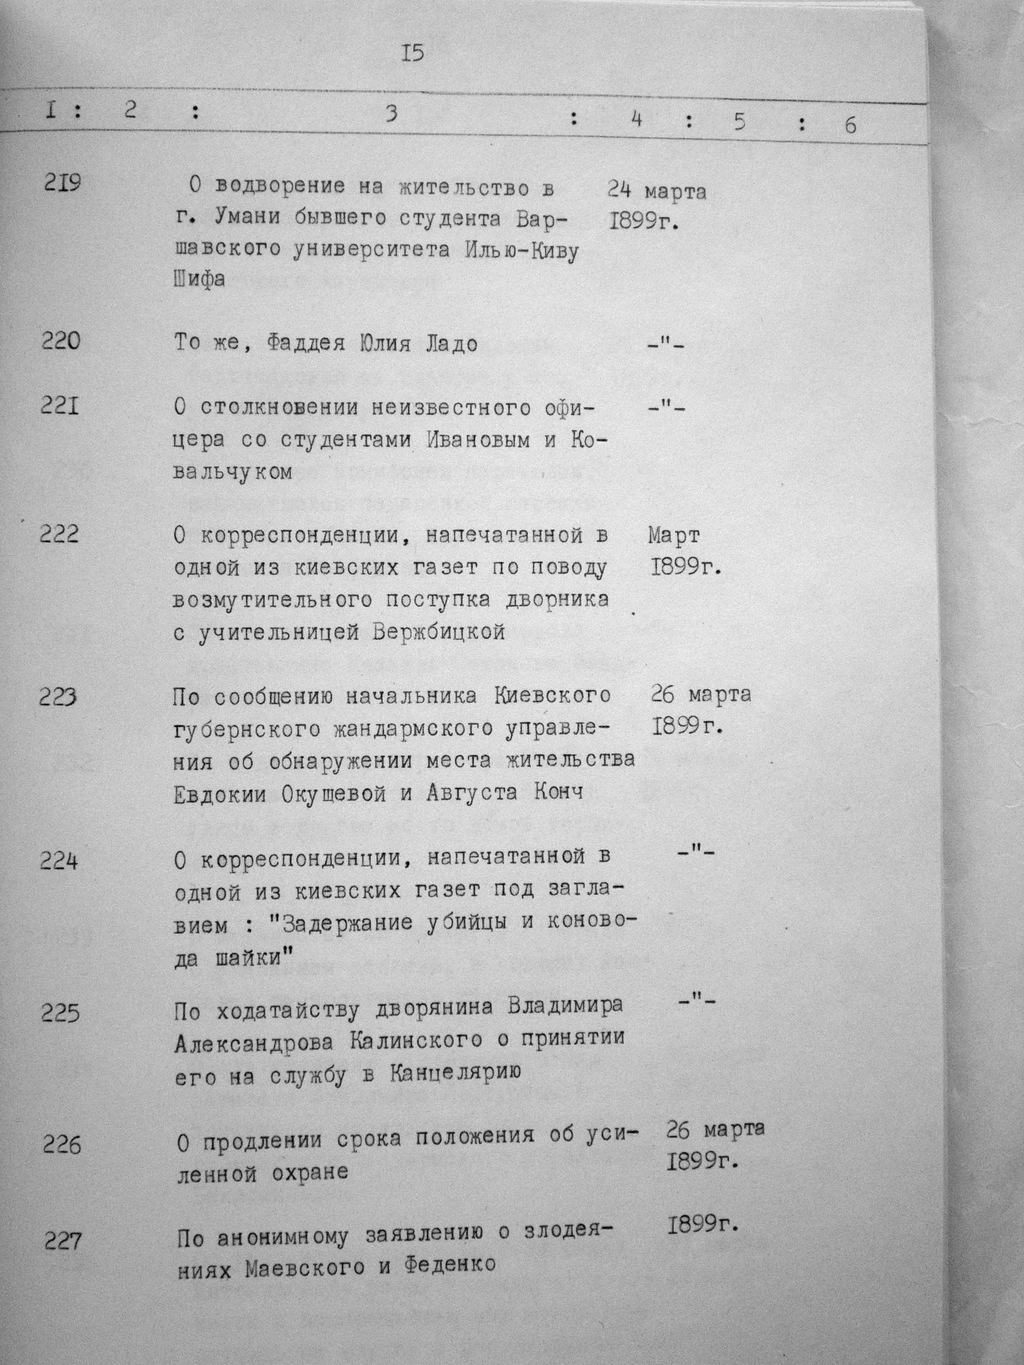 15
1 : 2 : 3 : 4 : 5 : 6
219 О водворение на жительство в 24 марта
г. Умани бывшего студента Вар- 1899г.
шавского университета Илью-Киву
Шифа
220 То же, Фаддея Юлия Ладо -"-
221 О столкновении неизвестного офи- -"-
цера со студентами Ивановым и Ко-
вальчуком
222 О корреспонденции, напечатанной в Март
одной из киевских газет по поводу 1899г.
возмутительного поступка дворника
с учительницей Вержбицкой
223 По сообщению начальника Киевского 26 марта
губернского жандармского управле- 1899г.
ния об обнаружении места жительства
Евдокии Окушевой и Августа Конч
224 О корреспонденции, напечатанной в -"-
одной из киевских газет под загла-
вием : "Задержание убийцы и коново-
да шайки"
225 По ходатайству дворянина Владимира -"-
Александрова Калинского о принятии
его на службу в Канцелярию
226 О продлении срока положения об уси- 26 марта
ленной охране 1899г.
227 По анонимному заявлению о злодея- 1899г.
ниях Маевского и Феденко